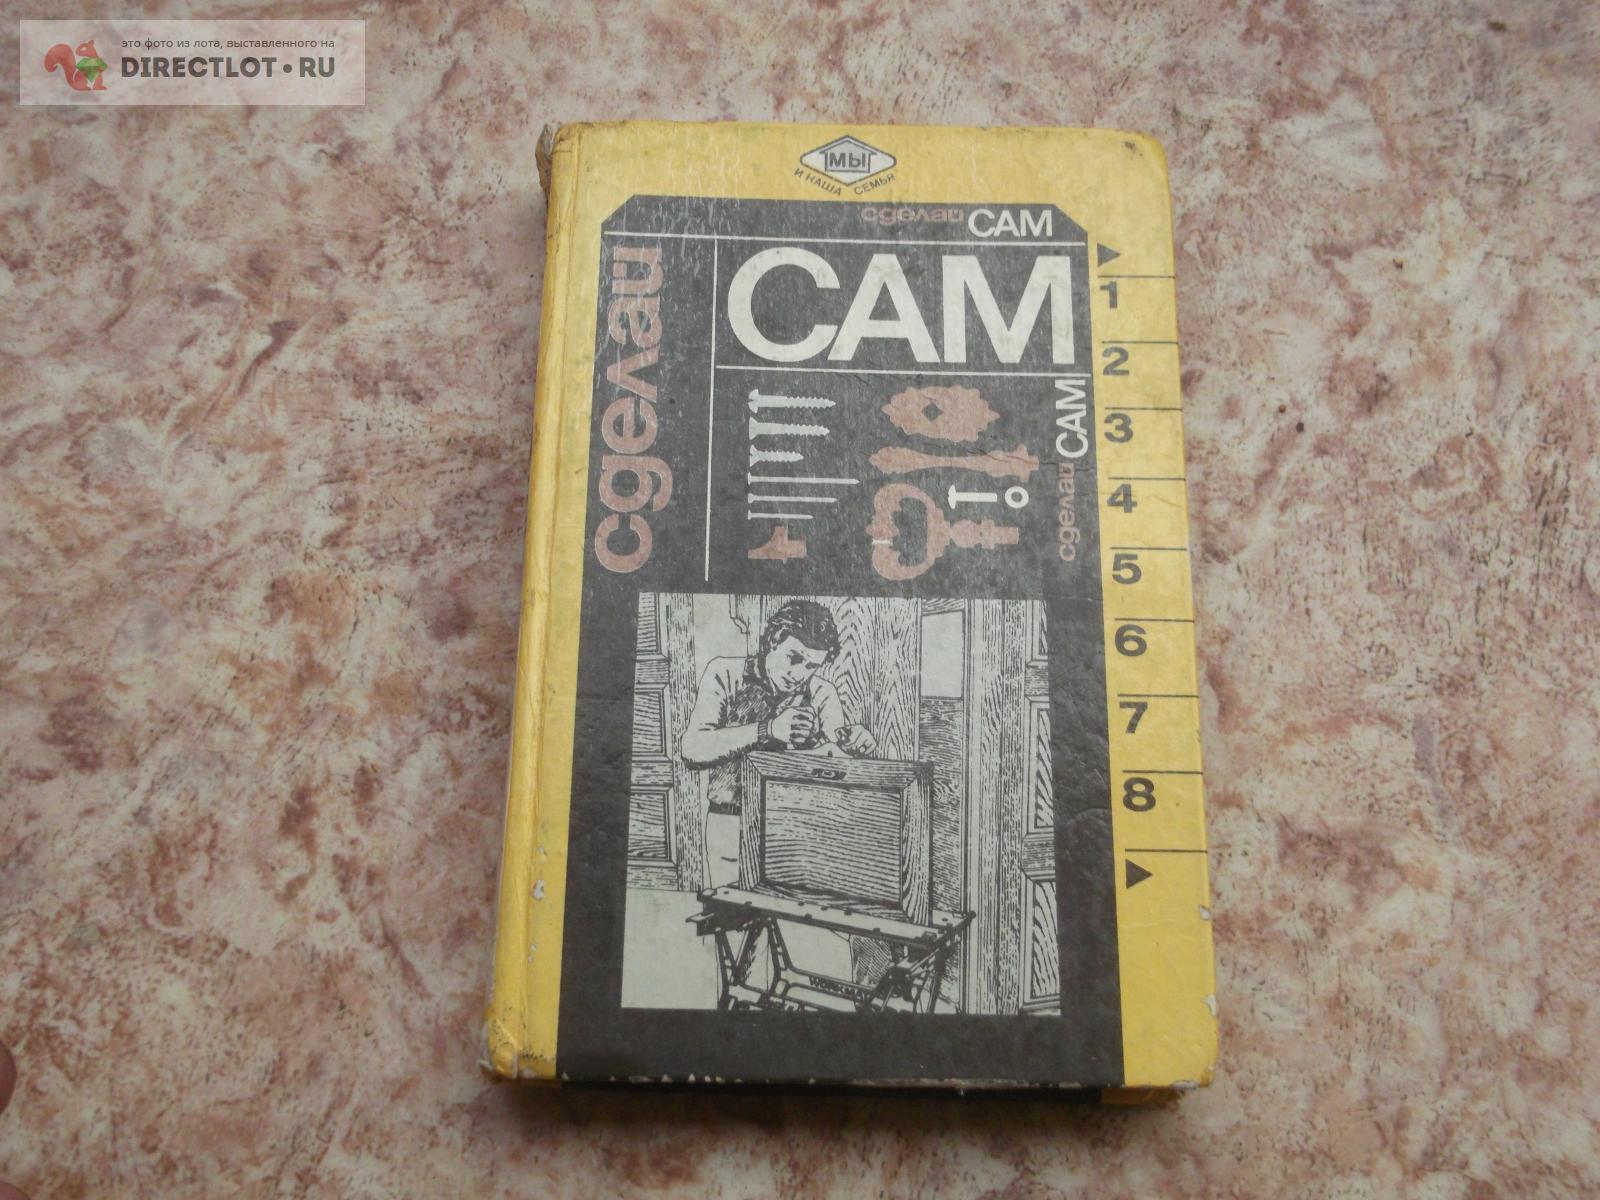 это фото из лота, выставленного на
DIRECTLOT.RU
МЫ
И НАША СЕМЬЯ
сделай САМ
сделай
САМ
сделай САМ
1
2
3
4
5
6
7
8
WORKMATE